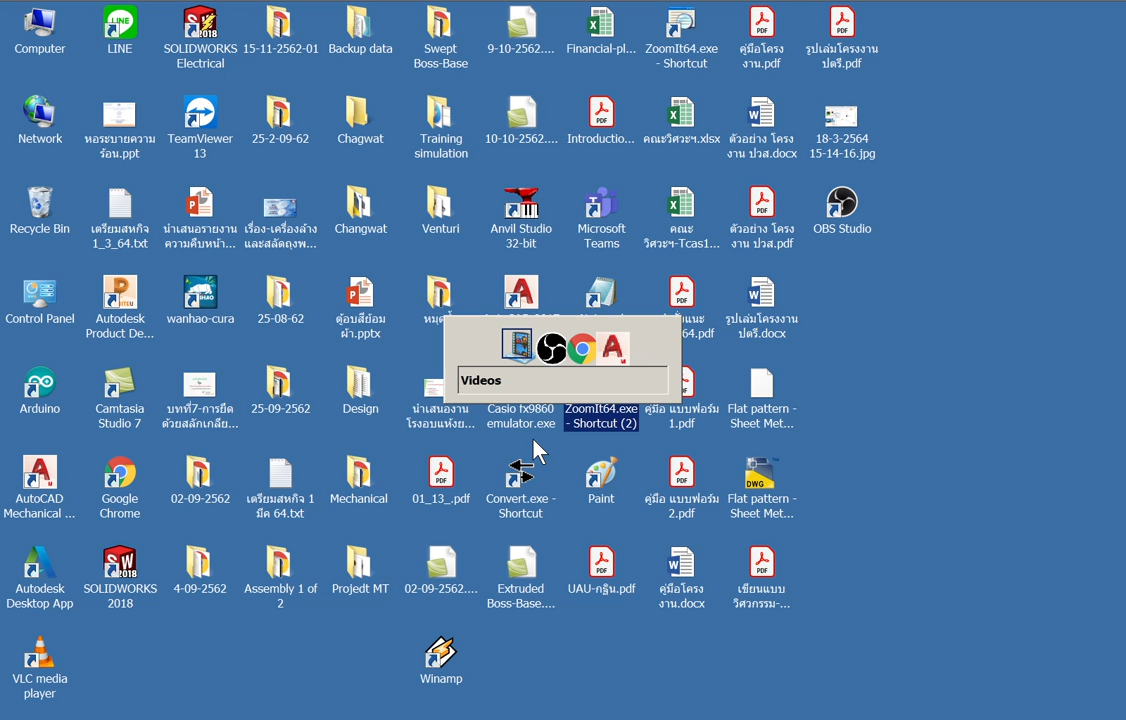 Computer
LINE
SOLIDWORKS
Electrical
15-11-2562-01
Backup data
Swept
Boss-Base
9-10-2562....
Financial-pl...
ZoomIt64.exe
- Shortcut
คู่มือโครง
งาน.pdf
รูปเล่มโครงงาน
ปตรี.pdf
Network
หอระบายความ
ร้อน.ppt
TeamViewer
13
25-2-09-62
Chagwat
Training
simulation
10-10-2562....
Introductio...
คณะวิศวะฯ.xlsx
ตัวอย่าง โครง
งาน ปวส.docx
18-3-2564
15-14-16.jpg
Recycle Bin
เตรียมสหกิจ
1_3_64.txt
นำเสนอรายงาน
ความคืบหน้า...
เรื่อง-เครื่องล้าง
และสลัดถุงพ...
Changwat
Venturi
Anvil Studio
32-bit
Microsoft
Teams
คณะ
วิศวะฯ-Tcas1...
ตัวอย่าง โครง
งาน ปวส.pdf
OBS Studio
Control Panel
Autodesk
Product De...
wanhao-cura
25-08-62
ตู้อบสีย้อม
ผ้า.pptx
64.pdf
รูปเล่มโครงงาน
ปตรี.docx
Videos
Arduino
Camtasia
Studio 7
บทที่7-การยึด
ด้วยสลักเกลีย...
25-09-2562
Design
นำเสนองาน
โรงอบแห้งย...
Casio fx9860
emulator.exe
ZoomIt64.exe
- Shortcut (2)
คู่มือ แบบฟอร์ม
1.pdf
Flat pattern -
Sheet Met...
AutoCAD
Mechanical ...
Google
Chrome
02-09-2562
เตรียมสหกิจ 1
มีค 64.txt
Mechanical
01_13_.pdf
Convert.exe -
Shortcut
Paint
คู่มือ แบบฟอร์ม
2.pdf
Flat pattern -
Sheet Met...
Autodesk
Desktop App
SOLIDWORKS
2018
4-09-2562
Assembly 1 of
2
Projedt MT
02-09-2562....
Extruded
Boss-Base....
UAU-กฐิน.pdf
คู่มือโครง
งาน.docx
เขียนแบบ
วิศวกรรม-...
VLC media
player
Winamp